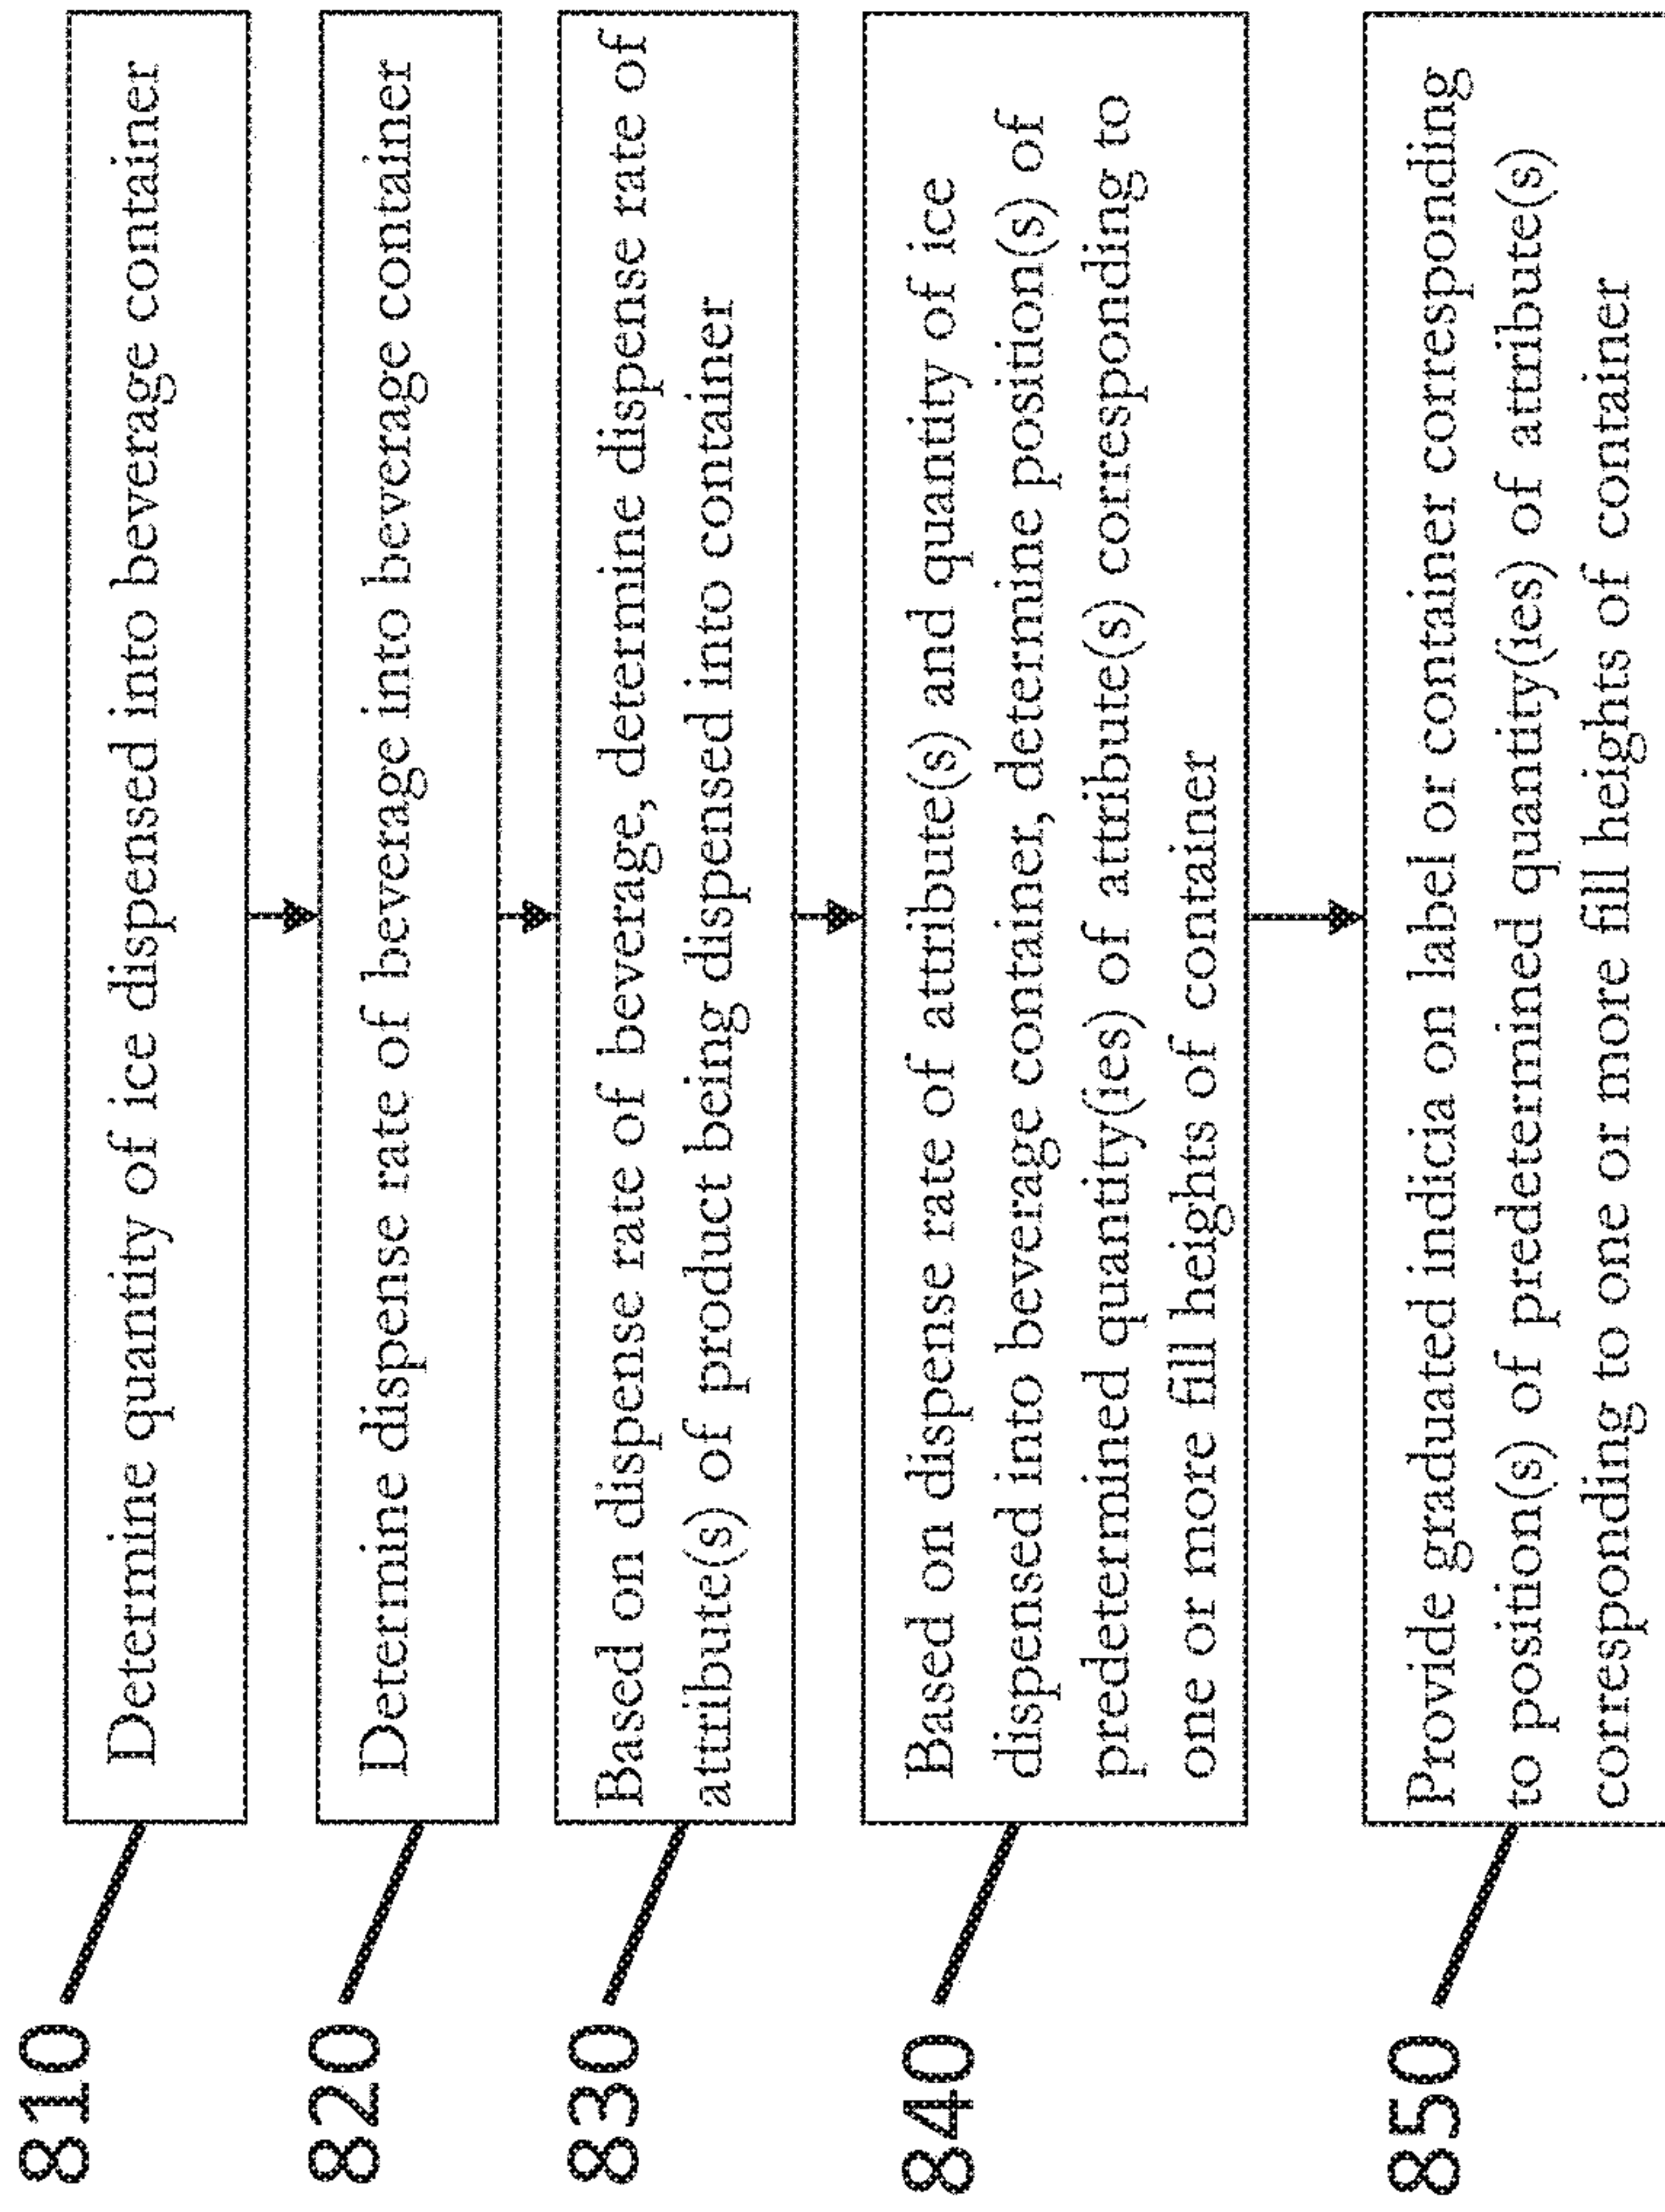 810
Determine quantity of ice dispensed into beverage container
820
Determine dispense rate of beverage into beverage container
830
Based on dispense rate of beverage, determine dispense rate of
attribute(s) of product being dispensed into container
840
Based on dispense rate of attribute(s) and quantity of ice
dispensed into beverage container, determine position(s) of
predetermined quantity(ies) of attribute(s) corresponding to
one or more fill heights of container
850
Provide graduated indicia on label or container corresponding
to position(s) of predetermined quantity(ies) of attribute(s)
corresponding to one or more fill heights of container